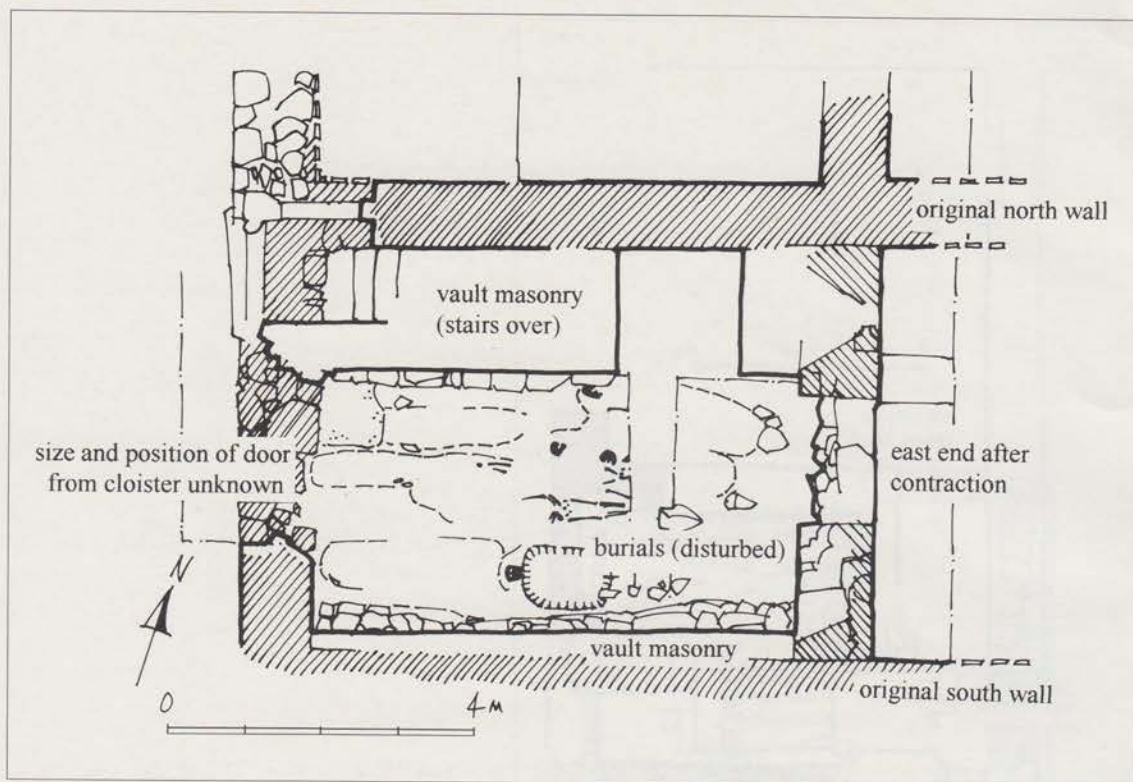 original north wall
vault masonry
(stairs over)
size and position of door
from cloister unknown
east end after
contraction
burials (disturbed)
vault masonry
original south wall
N
0
4 M